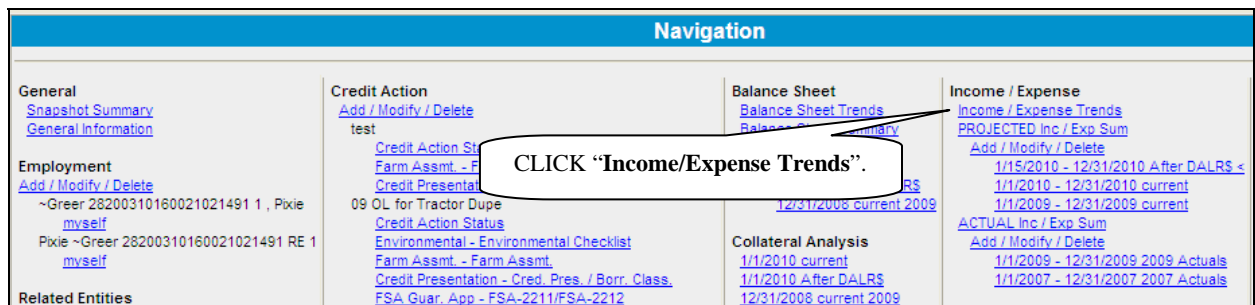 Navigation
General
Snapshot Summary
General Information
Employment
Add / Modify / Delete
~Greer 28200310160021021491 1 , Pixie
myself
Pixie ~Greer 28200310160021021491 RE 1
myself
Related Entities
Credit Action
Add / Modify / Delete
test
Credit Action
Farm Assmt. - F
Credit
09 OL for Tractor Dupe
Credit Action Status
Environmental - Environmental Checklist
Farm Assmt. - Farm Assmt.
Credit Presentation - Cred. Pres. / Borr. Class.
FSA Guar. App - FSA-2211/FSA-2212
CLICK “Income/Expense Trends”.
Balance Sheet
Balance Sheet Trends
12/31/2008 current 2009
Collateral Analysis
1/1/2010 current
1/1/2010 After DALR$
12/31/2008 current 2009
Income / Expense
Income / Expense Trends
PROJECTED Inc / Exp Sum
Add / Modify / Delete
1/15/2010 - 12/31/2010 After DALR$ <
1/1/2010 - 12/31/2010 current
1/1/2009 - 12/31/2009 current
ACTUAL Inc / Exp Sum
Add / Modify / Delete
1/1/2009 - 12/31/2009 2009 Actuals
1/1/2007 - 12/31/2007 2007 Actuals